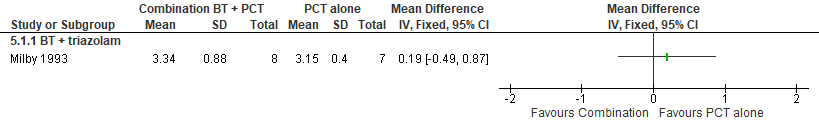 Combination BT + PCT PCT alone Mean Difference Mean Difference
Study or Subgroup Mean SD Total Mean SD Total IV, Fixed, 95% CI IV, Fixed, 95% CI
5.1.1 BT + triazolam
Milby 1993 3.34 0.88 8 3.15 0.4 7 0.19 [-0.49, 0.87]
-2 -1 0 1 2
Favours Combination Favours PCT alone